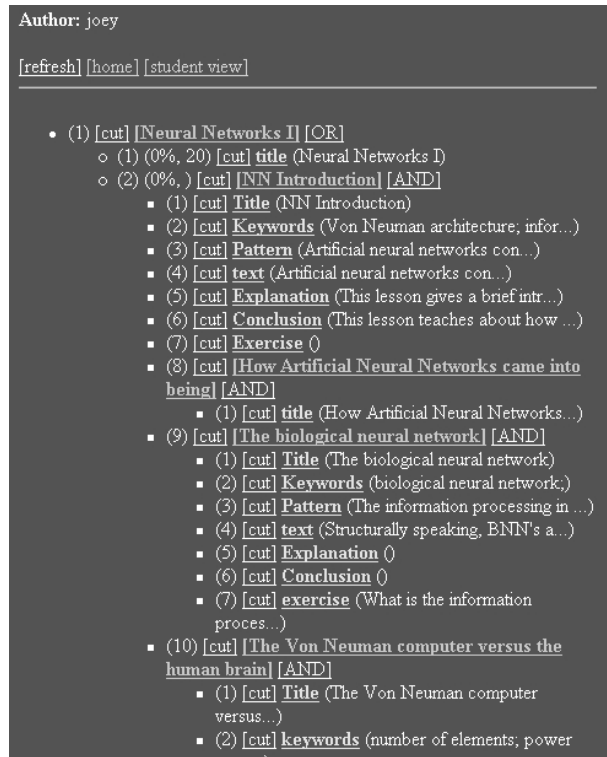 Author: joey
[refresh] [home] [student view]
(1) [cut] [Neural Networks I] [OR]
(1) (0%, 20) [cut] title (Neural Networks I)
(2) (0%, ) [cut] [NN Introduction] [AND]
(1) [cut] Title (NN Introduction)
(2) [cut] Keywords (Von Neuman architecture; infor...)
(3) [cut] Pattern (Artificial neural networks con...)
(4) [cut] text (Artificial neural networks con...)
(5) [cut] Explanation (This lesson gives a brief intr...)
(6) [cut] Conclusion (This lesson teaches about how ...)
(7) [cut] Exercise ()
(8) [cut] [How Artificial Neural Networks came into
being] [AND]
(1) [cut] title (How Artificial Neural Networks...)
(9) [cut] [The biological neural network] [AND]
(1) [cut] Title (The biological neural network)
(2) [cut] Keywords (biological neural network;)
(3) [cut] Pattern (The information processing in ...)
(4) [cut] text (Structurally speaking, BNN's a...)
(5) [cut] Explanation ()
(6) [cut] Conclusion ()
(7) [cut] exercise (What is the information
proces...)
(10) [cut] [The Von Neuman computer versus the
human brain] [AND]
(1) [cut] Title (The Von Neuman computer
versus...)
(2) [cut] keywords (number of elements; power